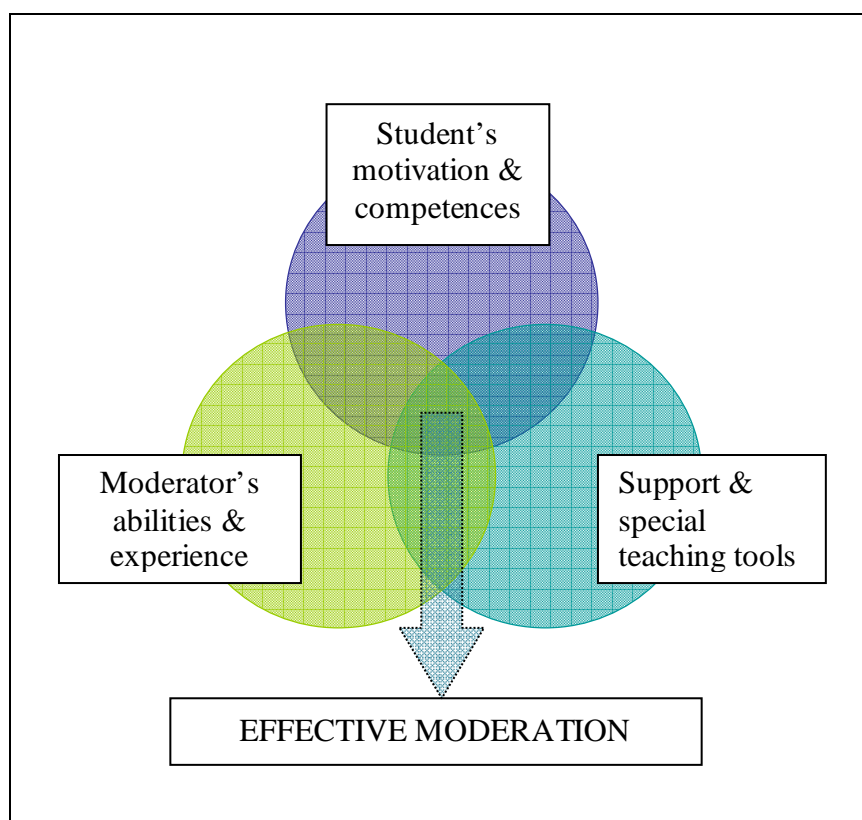 Student’s
motivation &
competences
Moderator’s
abilities &
experience
Support &
special
teaching tools
EFFECTIVE MODERATION